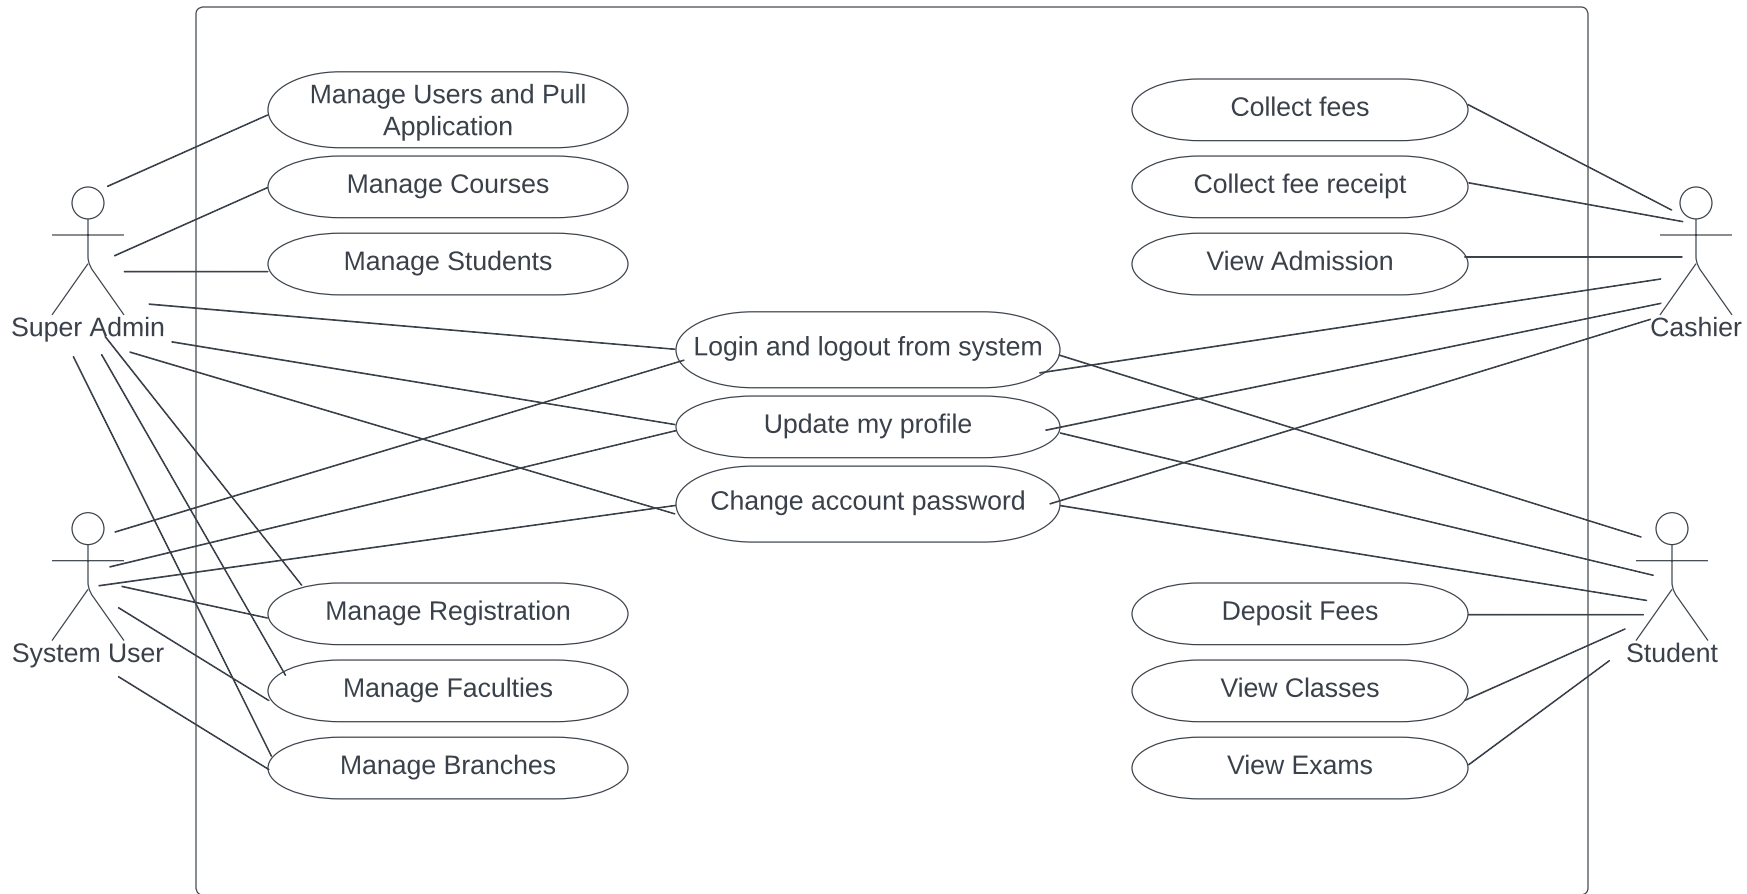 Manage Users and Pull
Application
Manage Courses
Manage Students
Super Admin
Collect fees
Collect fee receipt
View Admission
Cashier
Login and logout from system
Update my profile
Change account password
System User
Manage Registration
Manage Faculties
Manage Branches
Student
Deposit Fees
View Classes
View Exams